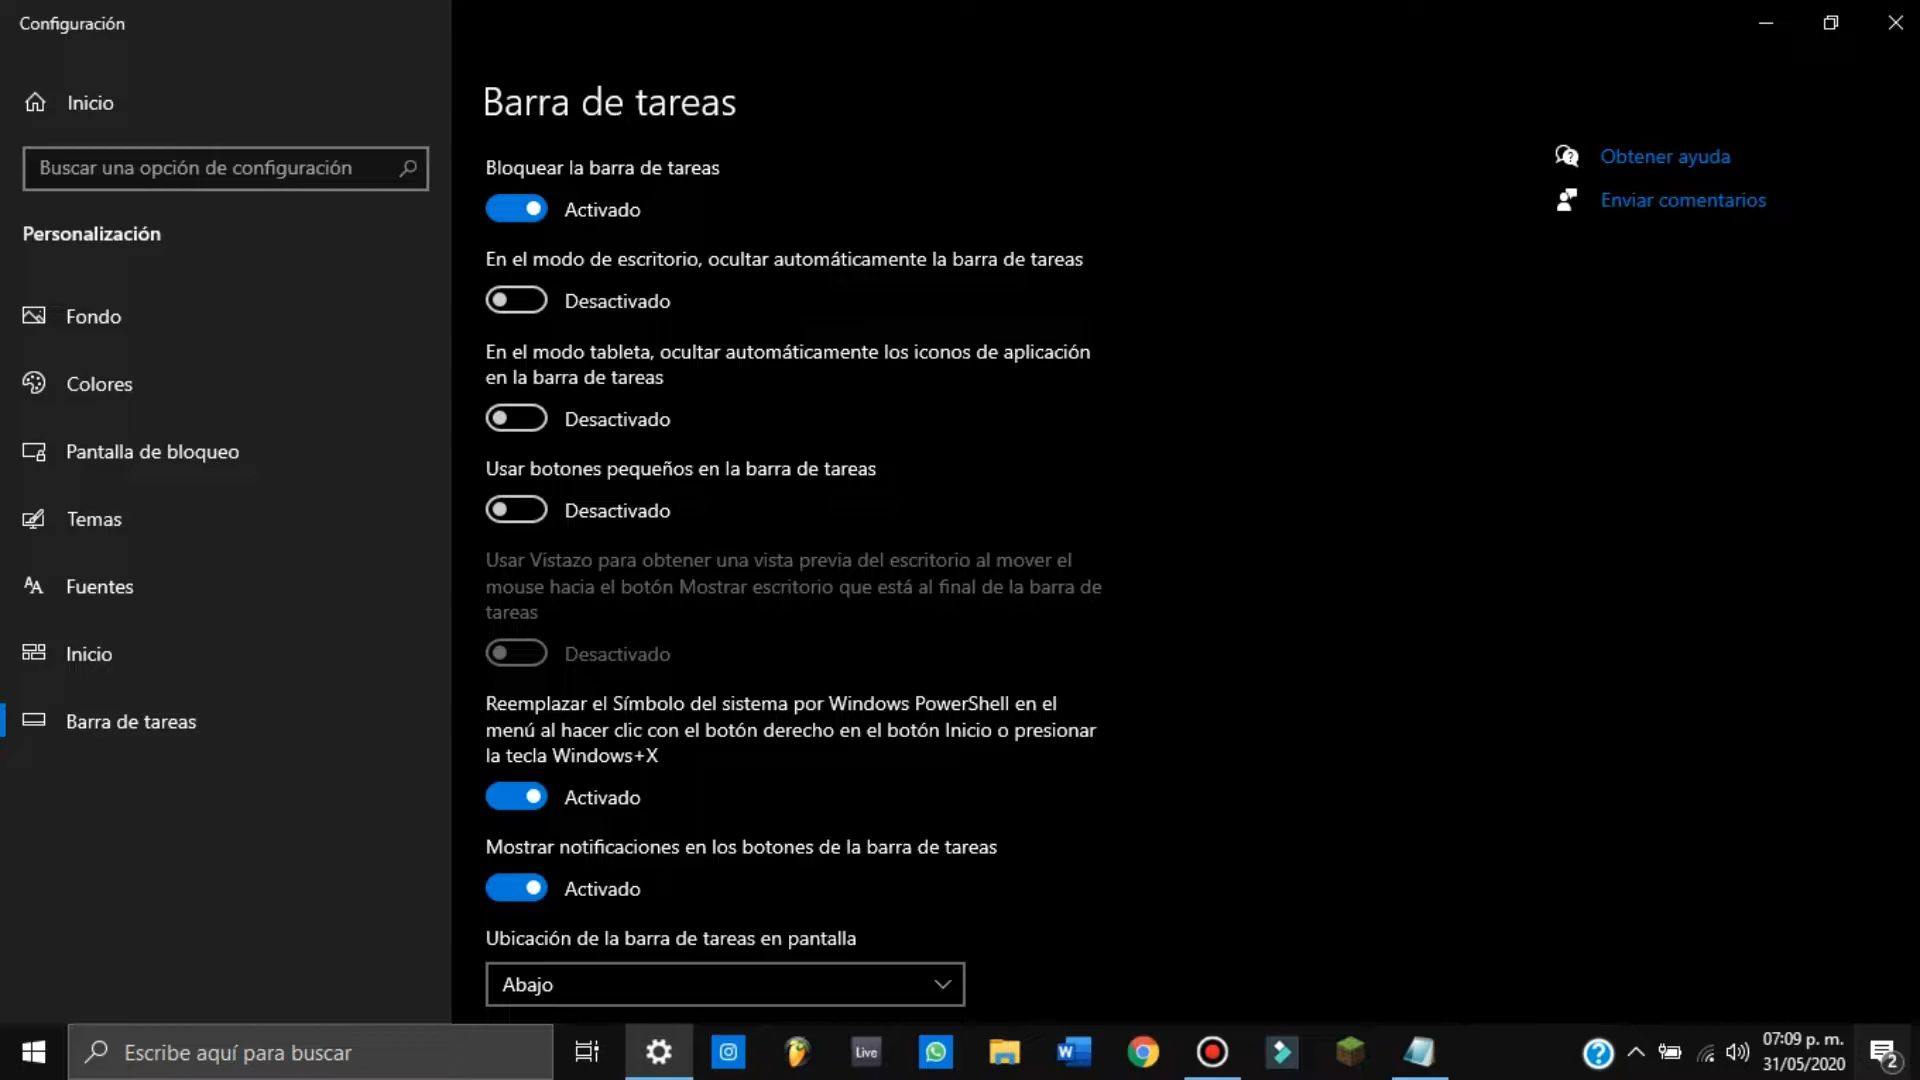 Configuración
Inicio
Buscar una opción de configuración
Personalización
Fondo
Colores
Pantalla de bloqueo
Temas
Fuentes
Inicio
Barra de tareas
Barra de tareas
Bloquear la barra de tareas
Activado
En el modo de escritorio, ocultar automáticamente la barra de tareas
Desactivado
En el modo tableta, ocultar automáticamente los iconos de aplicación
en la barra de tareas
Desactivado
Usar botones pequeños en la barra de tareas
Desactivado
Usar Vistazo para obtener una vista previa del escritorio al mover el
mouse hacia el botón Mostrar escritorio que está al final de la barra de
tareas
Desactivado
Reemplazar el Símbolo del sistema por Windows PowerShell en el
menú al hacer clic con el botón derecho en el botón Inicio o presionar
la tecla Windows+X
Activado
Mostrar notificaciones en los botones de la barra de tareas
Activado
Ubicación de la barra de tareas en pantalla
Abajo
Obtener ayuda
Enviar comentarios
Escribe aquí para buscar
Live
W
07:09 p. m.
31/05/2020
2